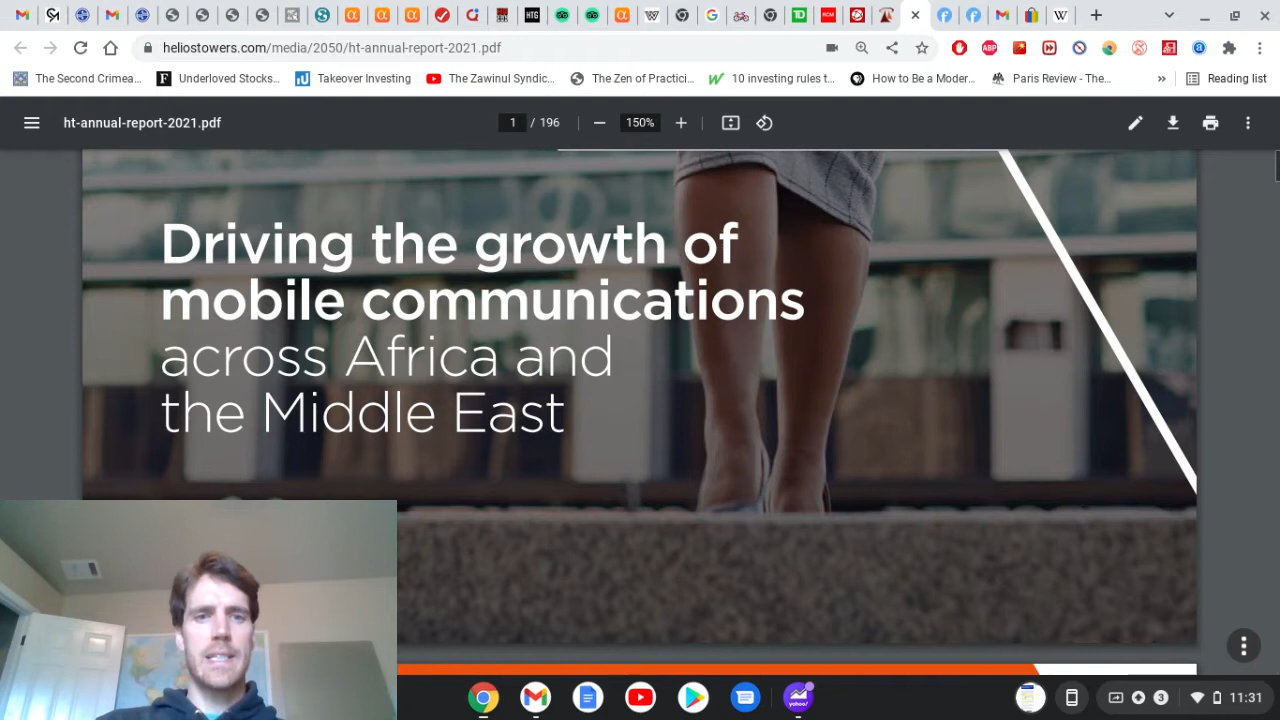 heliostowers.com/media/2050/ht-annual-report-2021.pdf
ABP
The Second Crimea...
Underloved Stocks...
Takeover Investing
The Zawinul Syndic...
The Zen of Practici...
10 investing rules t...
How to Be a Moder...
Paris Review - The...
»
Reading list
ht-annual-report-2021.pdf
1 / 196
150%
Driving the growth of
mobile communications
across Africa and
the Middle East
yahoo!
3
11:31